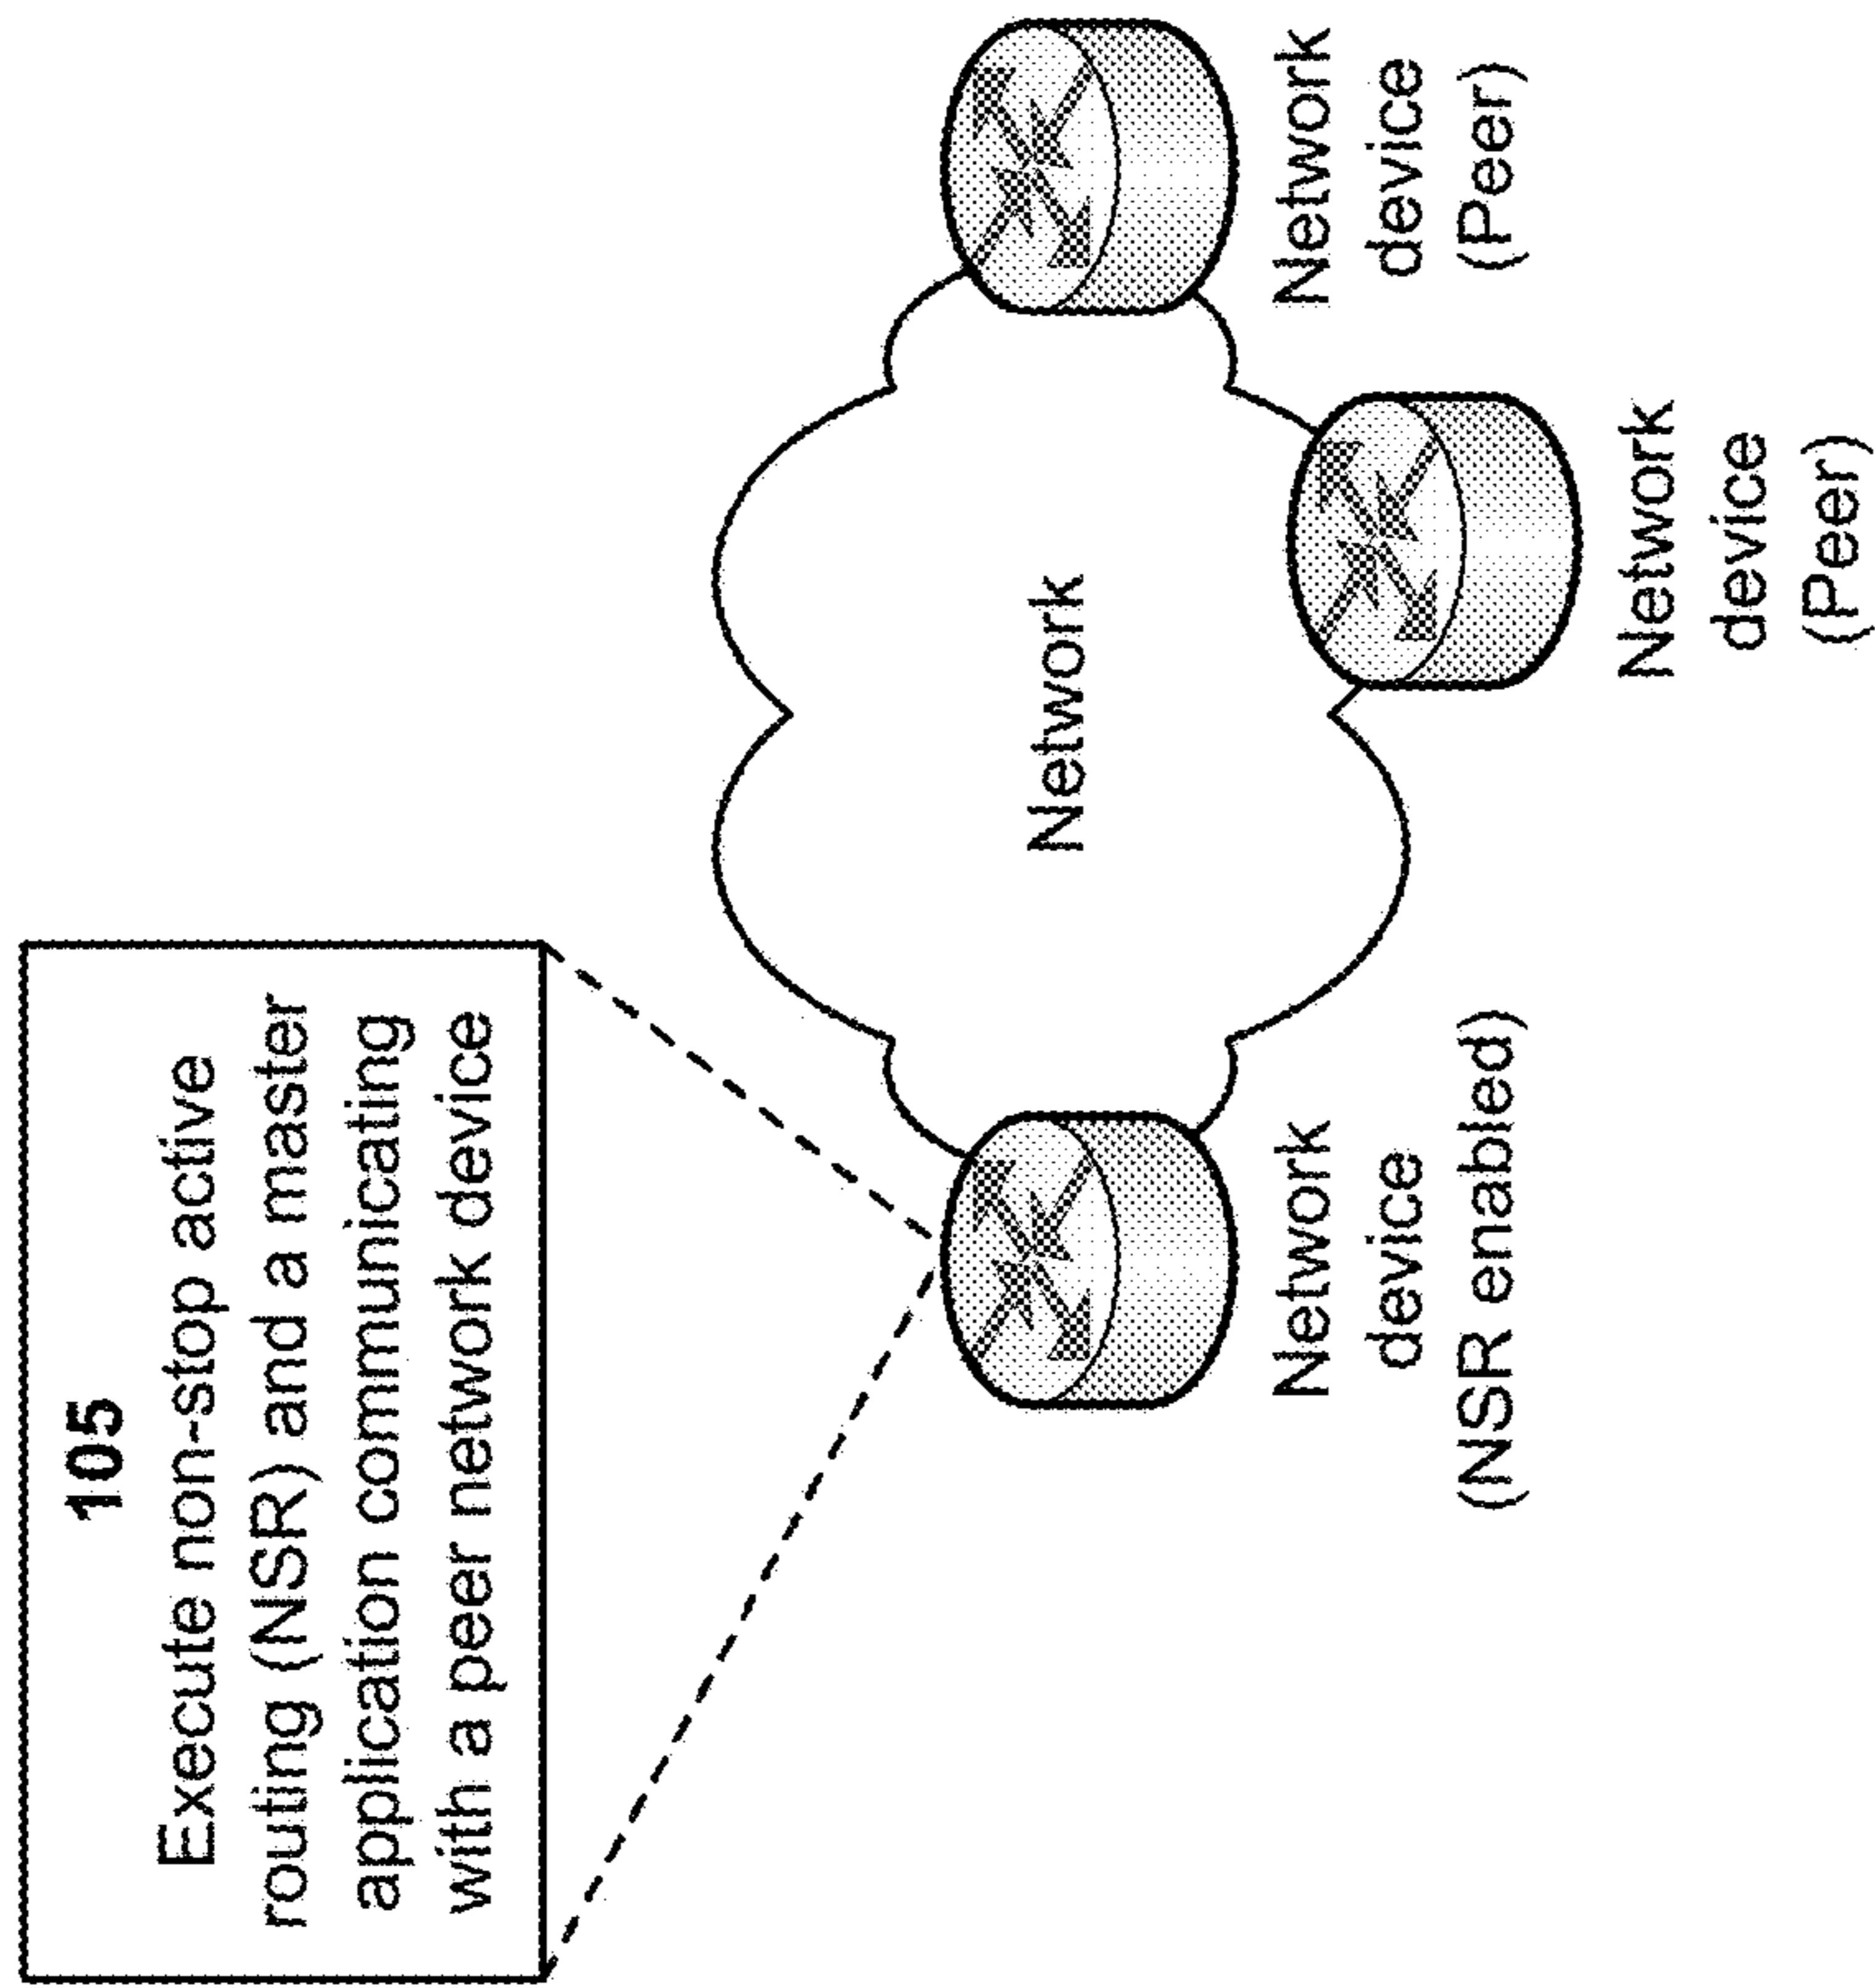 105
Execute non-stop active
routing (NSR) and a master
application communicating
with a peer network device
Network
Network
device
(NSR enabled)
Network
device
(Peer)
Network
device
(Peer)